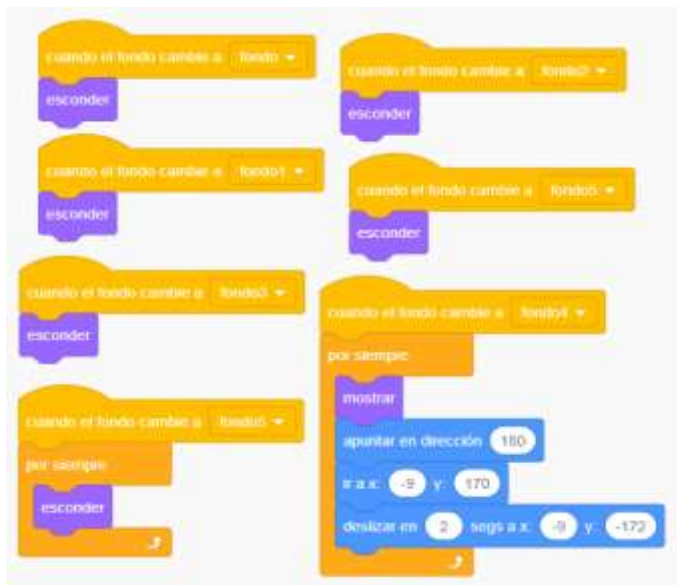 cuando el fondo cambie a fondo
esconder
cuando el fondo cambie a fondo2
esconder
cuando el fondo cambie a fondo1
esconder
cuando el fondo cambie a fondo5
esconder
cuando el fondo cambie a fondo3
esconder
cuando el fondo cambie a fondo4
por siempre
mostrar
apuntar en dirección 180
ir a x: -9 y: 170
deslizar en 2 segs a x: -9 y: -172
cuando el fondo cambie a
por siempre
esconder